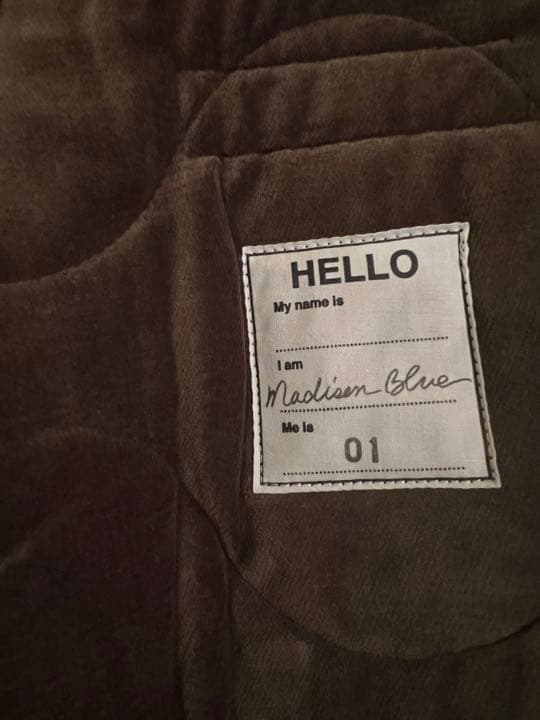 HELLO
My name is
I am
Madisen Blue
Me is
01